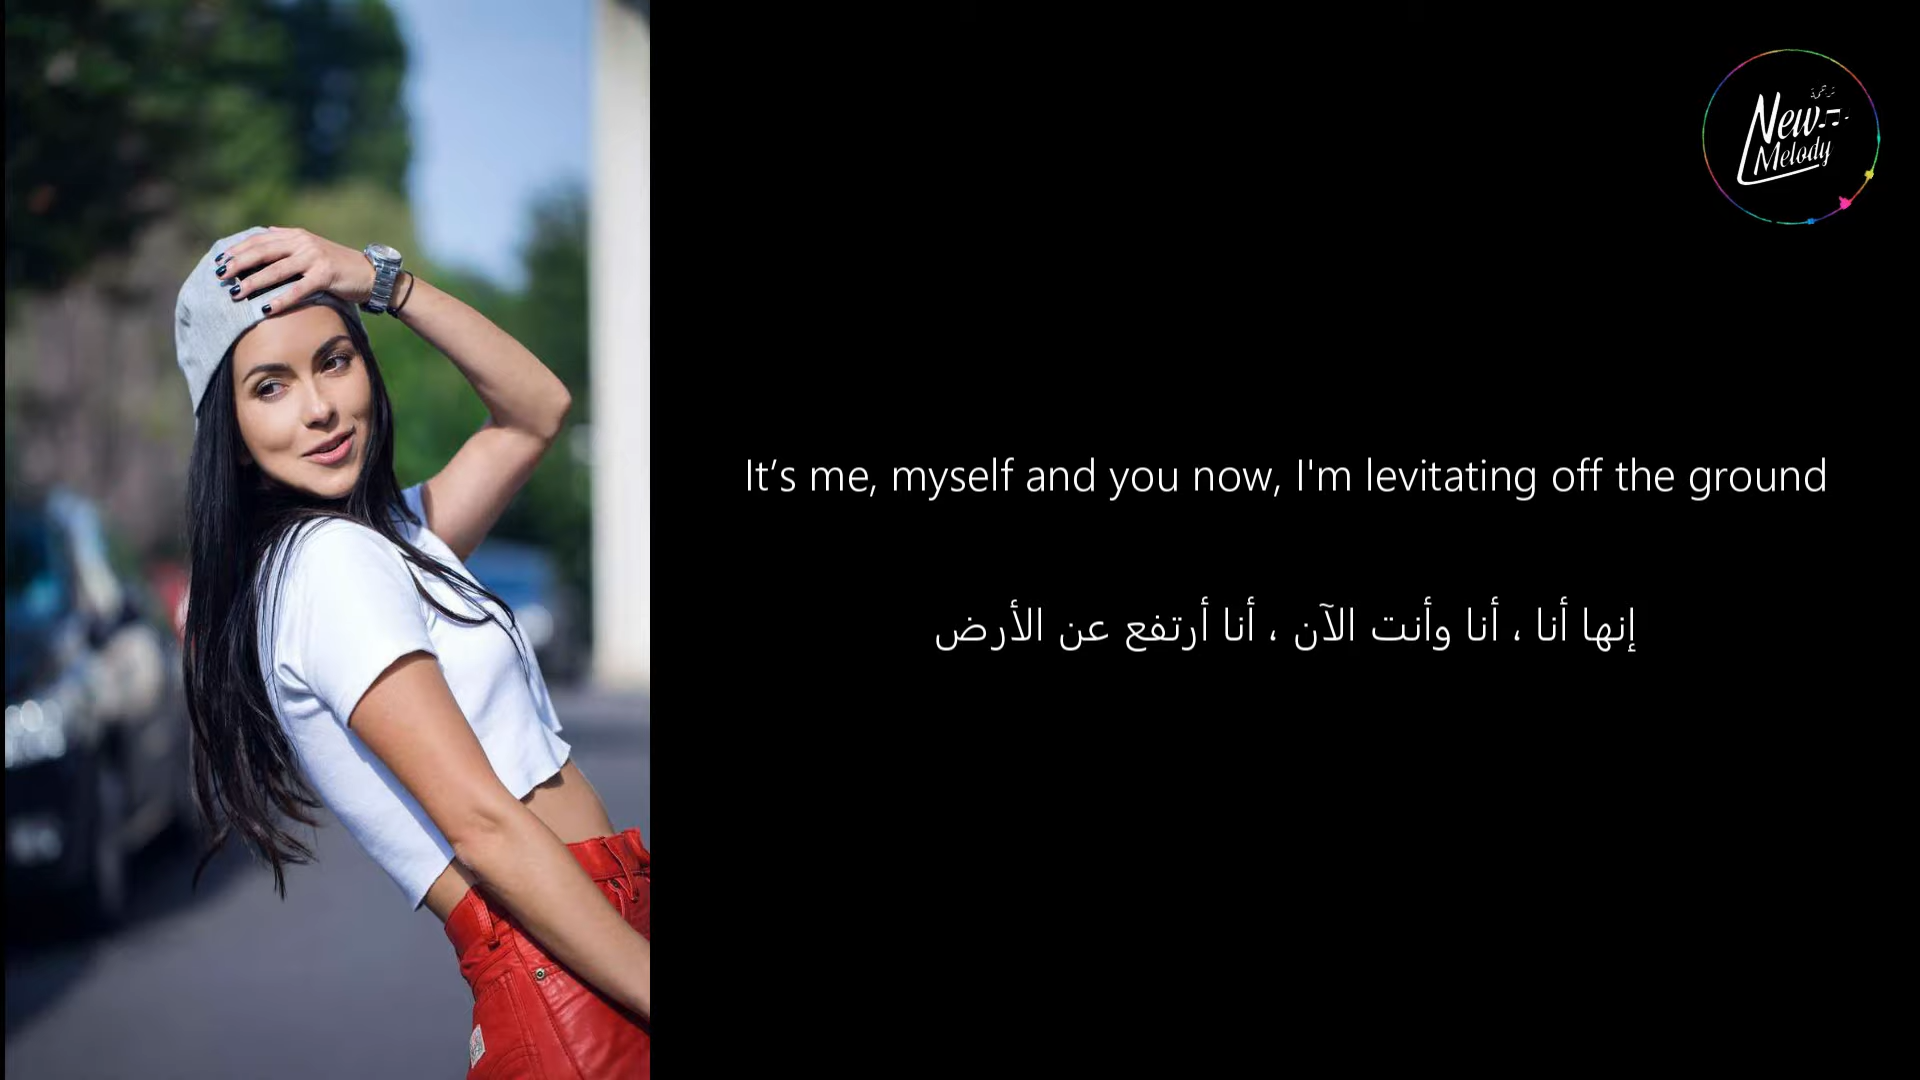 ترجمة
New
Melody
It’s me, myself and you now, I'm levitating off the ground
إنها أنا ، أنا وأنت الآن ، أنا أرتفع عن الأرض